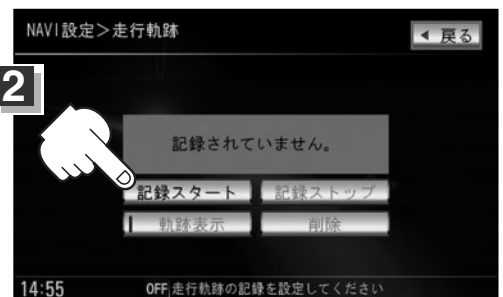 NAVI設定＞走行軌跡
◀ 戻る
2
記録されていません。
記録スタート 記録ストップ
軌跡表示 削除
14:55 OFF 走行軌跡の記録を設定してください